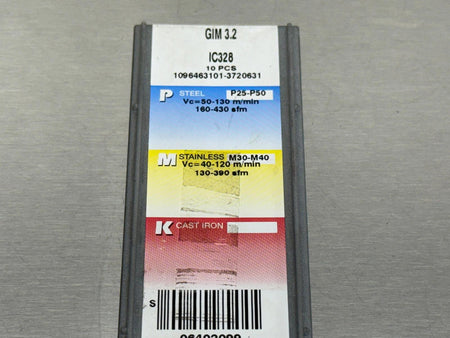 GIM 3.2
IC328
10 PCS
1096463101-3720631
P STEEL P25-P50
Vc=50-130 m/min
160-430 sfm
M STAINLESS M30-M40
Vc=40-120 m/min
130-390 sfm
K CAST IRON
S